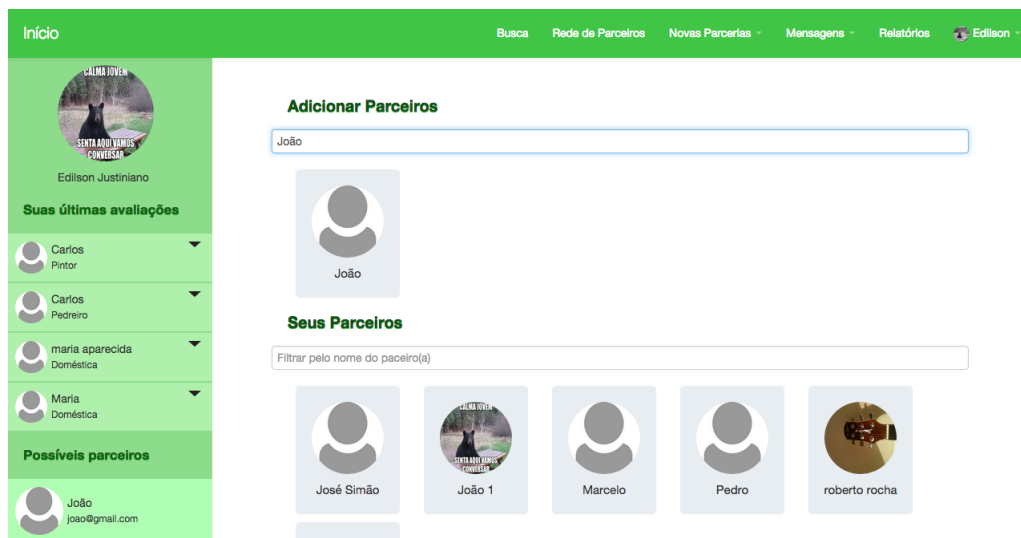 Início
Busca
Rede de Parceiros
Novas Parcerias
Mensagens
Relatórios
Edilson
CALMA JOVEM
SENTA AQUI VAMOS
CONVERSAR
Edilson Justiniano
Suas últimas avaliações
Carlos
Pintor
Carlos
Pedreiro
maria aparecida
Doméstica
Maria
Doméstica
Possíveis parceiros
João
joao@gmail.com
Adicionar Parceiros
João
João
Seus Parceiros
Filtrar pelo nome do paceiro(a)
José Simão
CALMA JOVEM
SENTA AQUI VAMOS
CONVERSAR
João 1
Marcelo
Pedro
roberto rocha